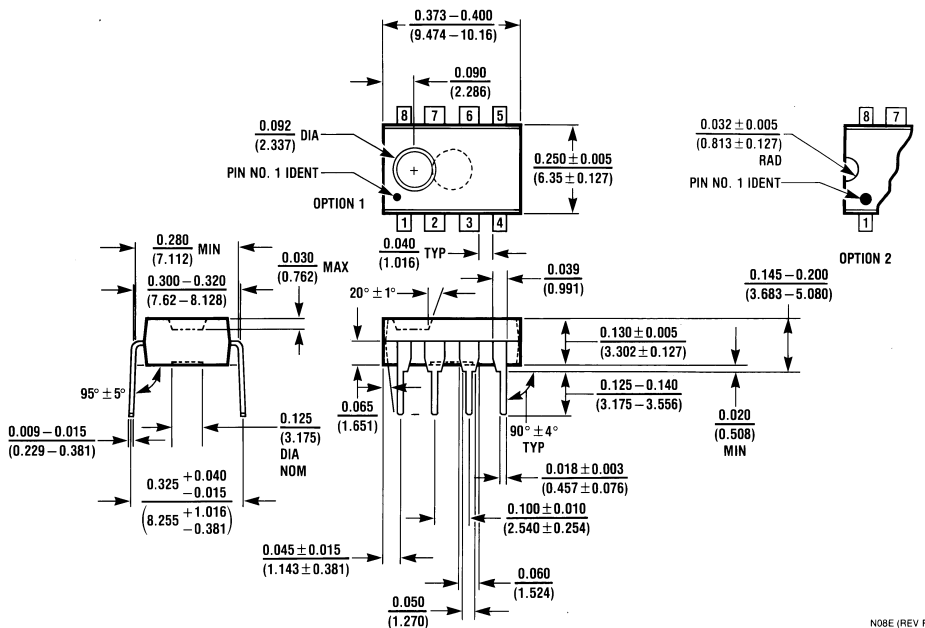 0.373 – 0.400
(9.474 – 10.16)
0.090
(2.286)
8 7 6 5
0.092 DIA
(2.337)
PIN NO. 1 IDENT
OPTION 1
+
1 2 3 4
0.250 ± 0.005
(6.35 ± 0.127)
0.032 ± 0.005
(0.813 ± 0.127)
RAD
PIN NO. 1 IDENT
8 7
1
OPTION 2
0.280 MIN
(7.112)
0.300 – 0.320
(7.62 – 8.128)
0.030 MAX
(0.762)
0.040 TYP
(1.016)
0.039
(0.991)
20° ± 1°
0.145 – 0.200
(3.683 – 5.080)
0.130 ± 0.005
(3.302 ± 0.127)
0.125 – 0.140
(3.175 – 3.556)
0.020
(0.508)
MIN
95° ± 5°
0.065
(1.651)
90° ± 4°
TYP
0.009 – 0.015
(0.229 – 0.381)
0.125
(3.175)
DIA
NOM
0.325 +0.040
–0.015
(8.255 +1.016
–0.381)
0.018 ± 0.003
(0.457 ± 0.076)
0.100 ± 0.010
(2.540 ± 0.254)
0.045 ± 0.015
(1.143 ± 0.381)
0.060
(1.524)
0.050
(1.270)
N08E (REV F